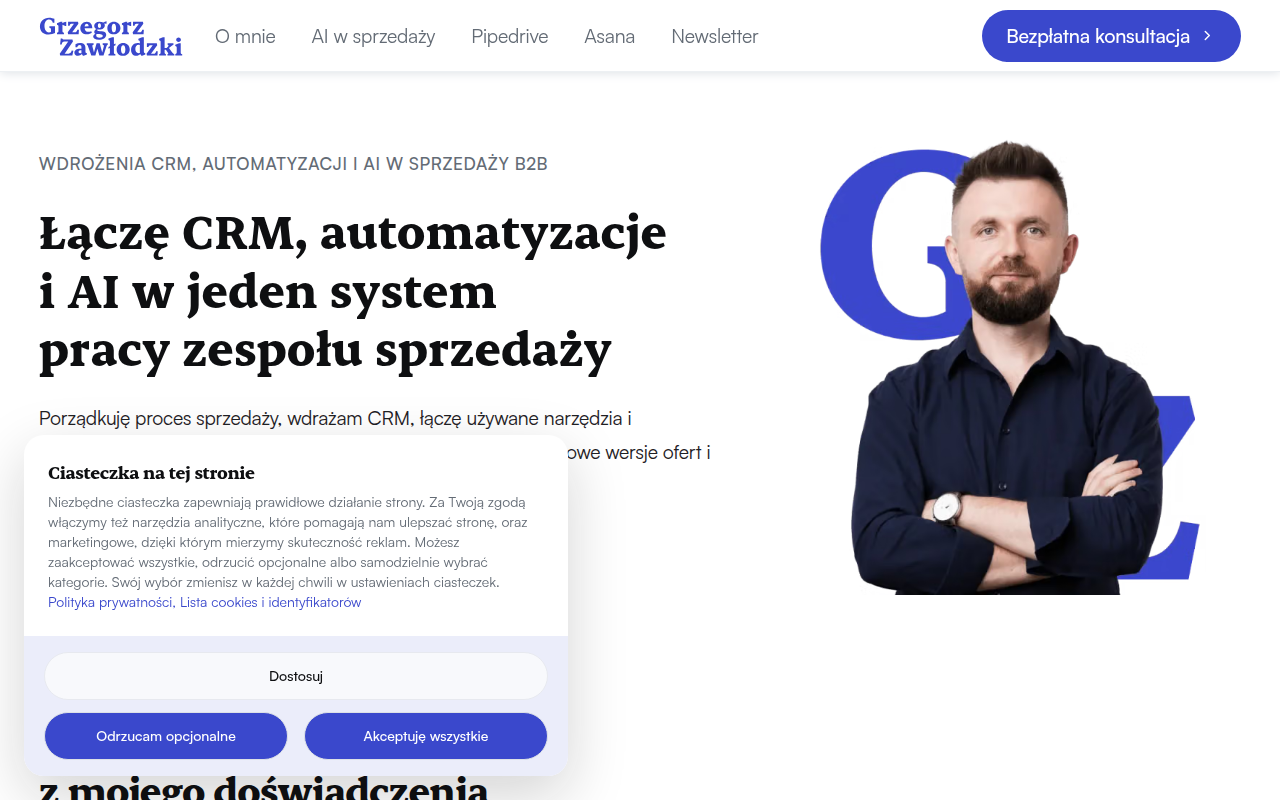 Grzegorz
Zawłodzki
O mnie
AI w sprzedaży
Pipedrive
Asana
Newsletter
Bezpłatna konsultacja
WDROŻENIA CRM, AUTOMATYZACJI I AI W SPRZEDAŻY B2B
Łączę CRM, automatyzacje
i AI w jeden system
pracy zespołu sprzedaży
Porządkuję proces sprzedaży, wdrażam CRM, łączę używane narzędzia i
owe wersje ofert i
Ciasteczka na tej stronie
Niezbędne ciasteczka zapewniają prawidłowe działanie strony. Za Twoją zgodą
włączymy też narzędzia analityczne, które pomagają nam ulepszać stronę, oraz
marketingowe, dzięki którym mierzymy skuteczność reklam. Możesz
zaakceptować wszystkie, odrzucić opcjonalne albo samodzielnie wybrać
kategorie. Swój wybór zmienisz w każdej chwili w ustawieniach ciasteczek.
Polityka prywatności, Lista cookies i identyfikatorów
Dostosuj
Odrzucam opcjonalne
Akceptuję wszystkie
z mojego doświadczenia
G
Z